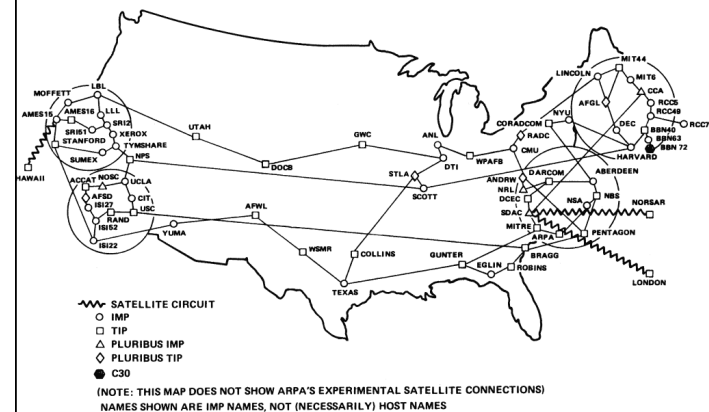 MIT44
LINCOLN
MIT6
MOFFETT
LBL
CCA
AMES15
AMES16
LLL
AFGL
RCC5
NYU
DEC
RCC49
SRI2
CORADCOM
RCC7
SRI51
XEROX
UTAH
GWC
ANL
RADC
BBN40
STANFORD
TYMSHARE
BBN63
SUMEX
NPS
DOCB
DTI
WPAFB
CMU
HARVARD
BBN 72
HAWAII
ACCAT
NOSC
UCLA
STLA
ANDRW
DARCOM
ABERDEEN
AFSD
SCOTT
NRL
ISI27
CIT
DCEC
NSA
NBS
RAND
USC
AFWL
SDAC
NORSAR
ISI52
MITRE
ISI22
YUMA
ARPA
PENTAGON
WSMR
COLLINS
GUNTER
BRAGG
EGLIN
ROBINS
TEXAS
LONDON
SATELLITE CIRCUIT
IMP
TIP
PLURIBUS IMP
PLURIBUS TIP
C30
(NOTE: THIS MAP DOES NOT SHOW ARPA'S EXPERIMENTAL SATELLITE CONNECTIONS)
NAMES SHOWN ARE IMP NAMES, NOT (NECESSARILY) HOST NAMES